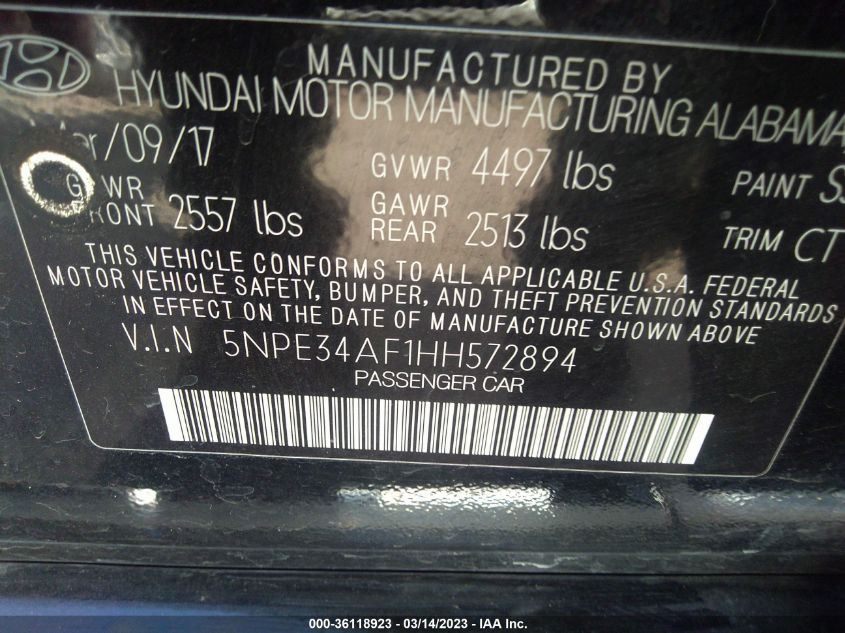 MANUFACTURED BY
HYUNDAI MOTOR MANUFACTURING ALABAMA,
/09/17 GVWR 4497 lbs PAINT
FRONT 2557 lbs GAWR REAR 2513 lbs TRIM CT
THIS VEHICLE CONFORMS TO ALL APPLICABLE U.S.A. FEDERAL
MOTOR VEHICLE SAFETY, BUMPER, AND THEFT PREVENTION STANDARDS
IN EFFECT ON THE DATE OF MANUFACTURE SHOWN ABOVE
V.I.N 5NPE34AF1HH572894
PASSENGER CAR
000-36118923 - 03/14/2023 - IAA Inc.